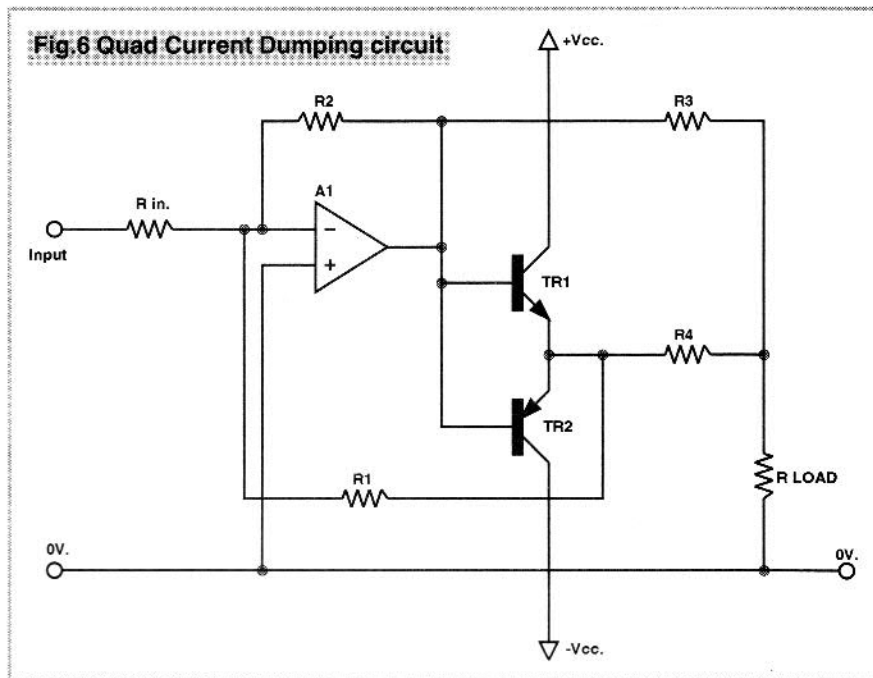 Fig.6 Quad Current Dumping circuit
+Vcc.
R2
R3
A1
R in.
−
Input
+
TR1
R4
TR2
R1
R LOAD
0V.
0V.
-Vcc.